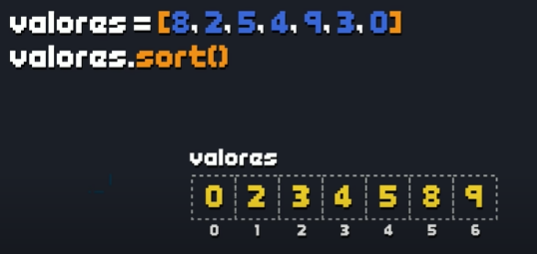 valores = [8, 2, 5, 4, 9, 3, 0]
valores.sort()
valores
0 2 3 4 5 8 9
0 1 2 3 4 5 6